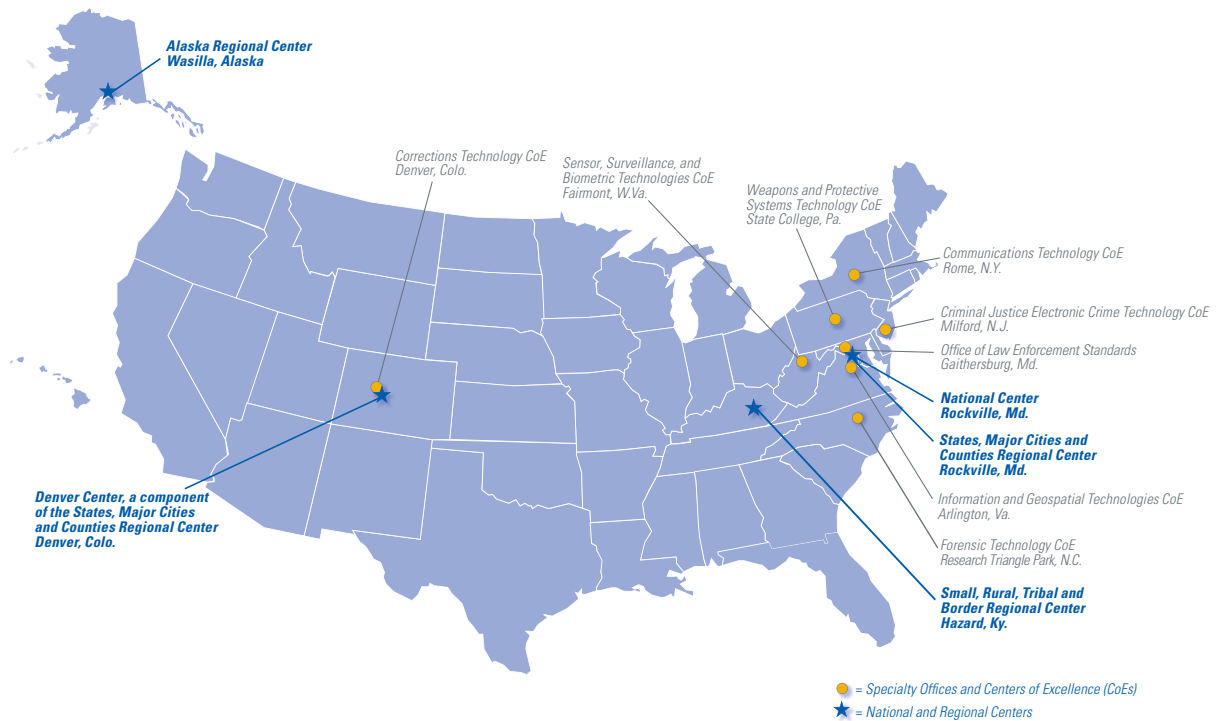 Alaska Regional Center
Wasilla, Alaska
Corrections Technology CoE
Denver, Colo.
Sensor, Surveillance, and
Biometric Technologies CoE
Fairmont, W.Va.
Weapons and Protective
Systems Technology CoE
State College, Pa.
Communications Technology CoE
Rome, N.Y.
Criminal Justice Electronic Crime Technology CoE
Milford, N.J.
Office of Law Enforcement Standards
Gaithersburg, Md.
National Center
Rockville, Md.
States, Major Cities and
Counties Regional Center
Rockville, Md.
Denver Center, a component
of the States, Major Cities
and Counties Regional Center
Denver, Colo.
Information and Geospatial Technologies CoE
Arlington, Va.
Forensic Technology CoE
Research Triangle Park, N.C.
Small, Rural, Tribal and
Border Regional Center
Hazard, Ky.
= Specialty Offices and Centers of Excellence (CoEs)
= National and Regional Centers